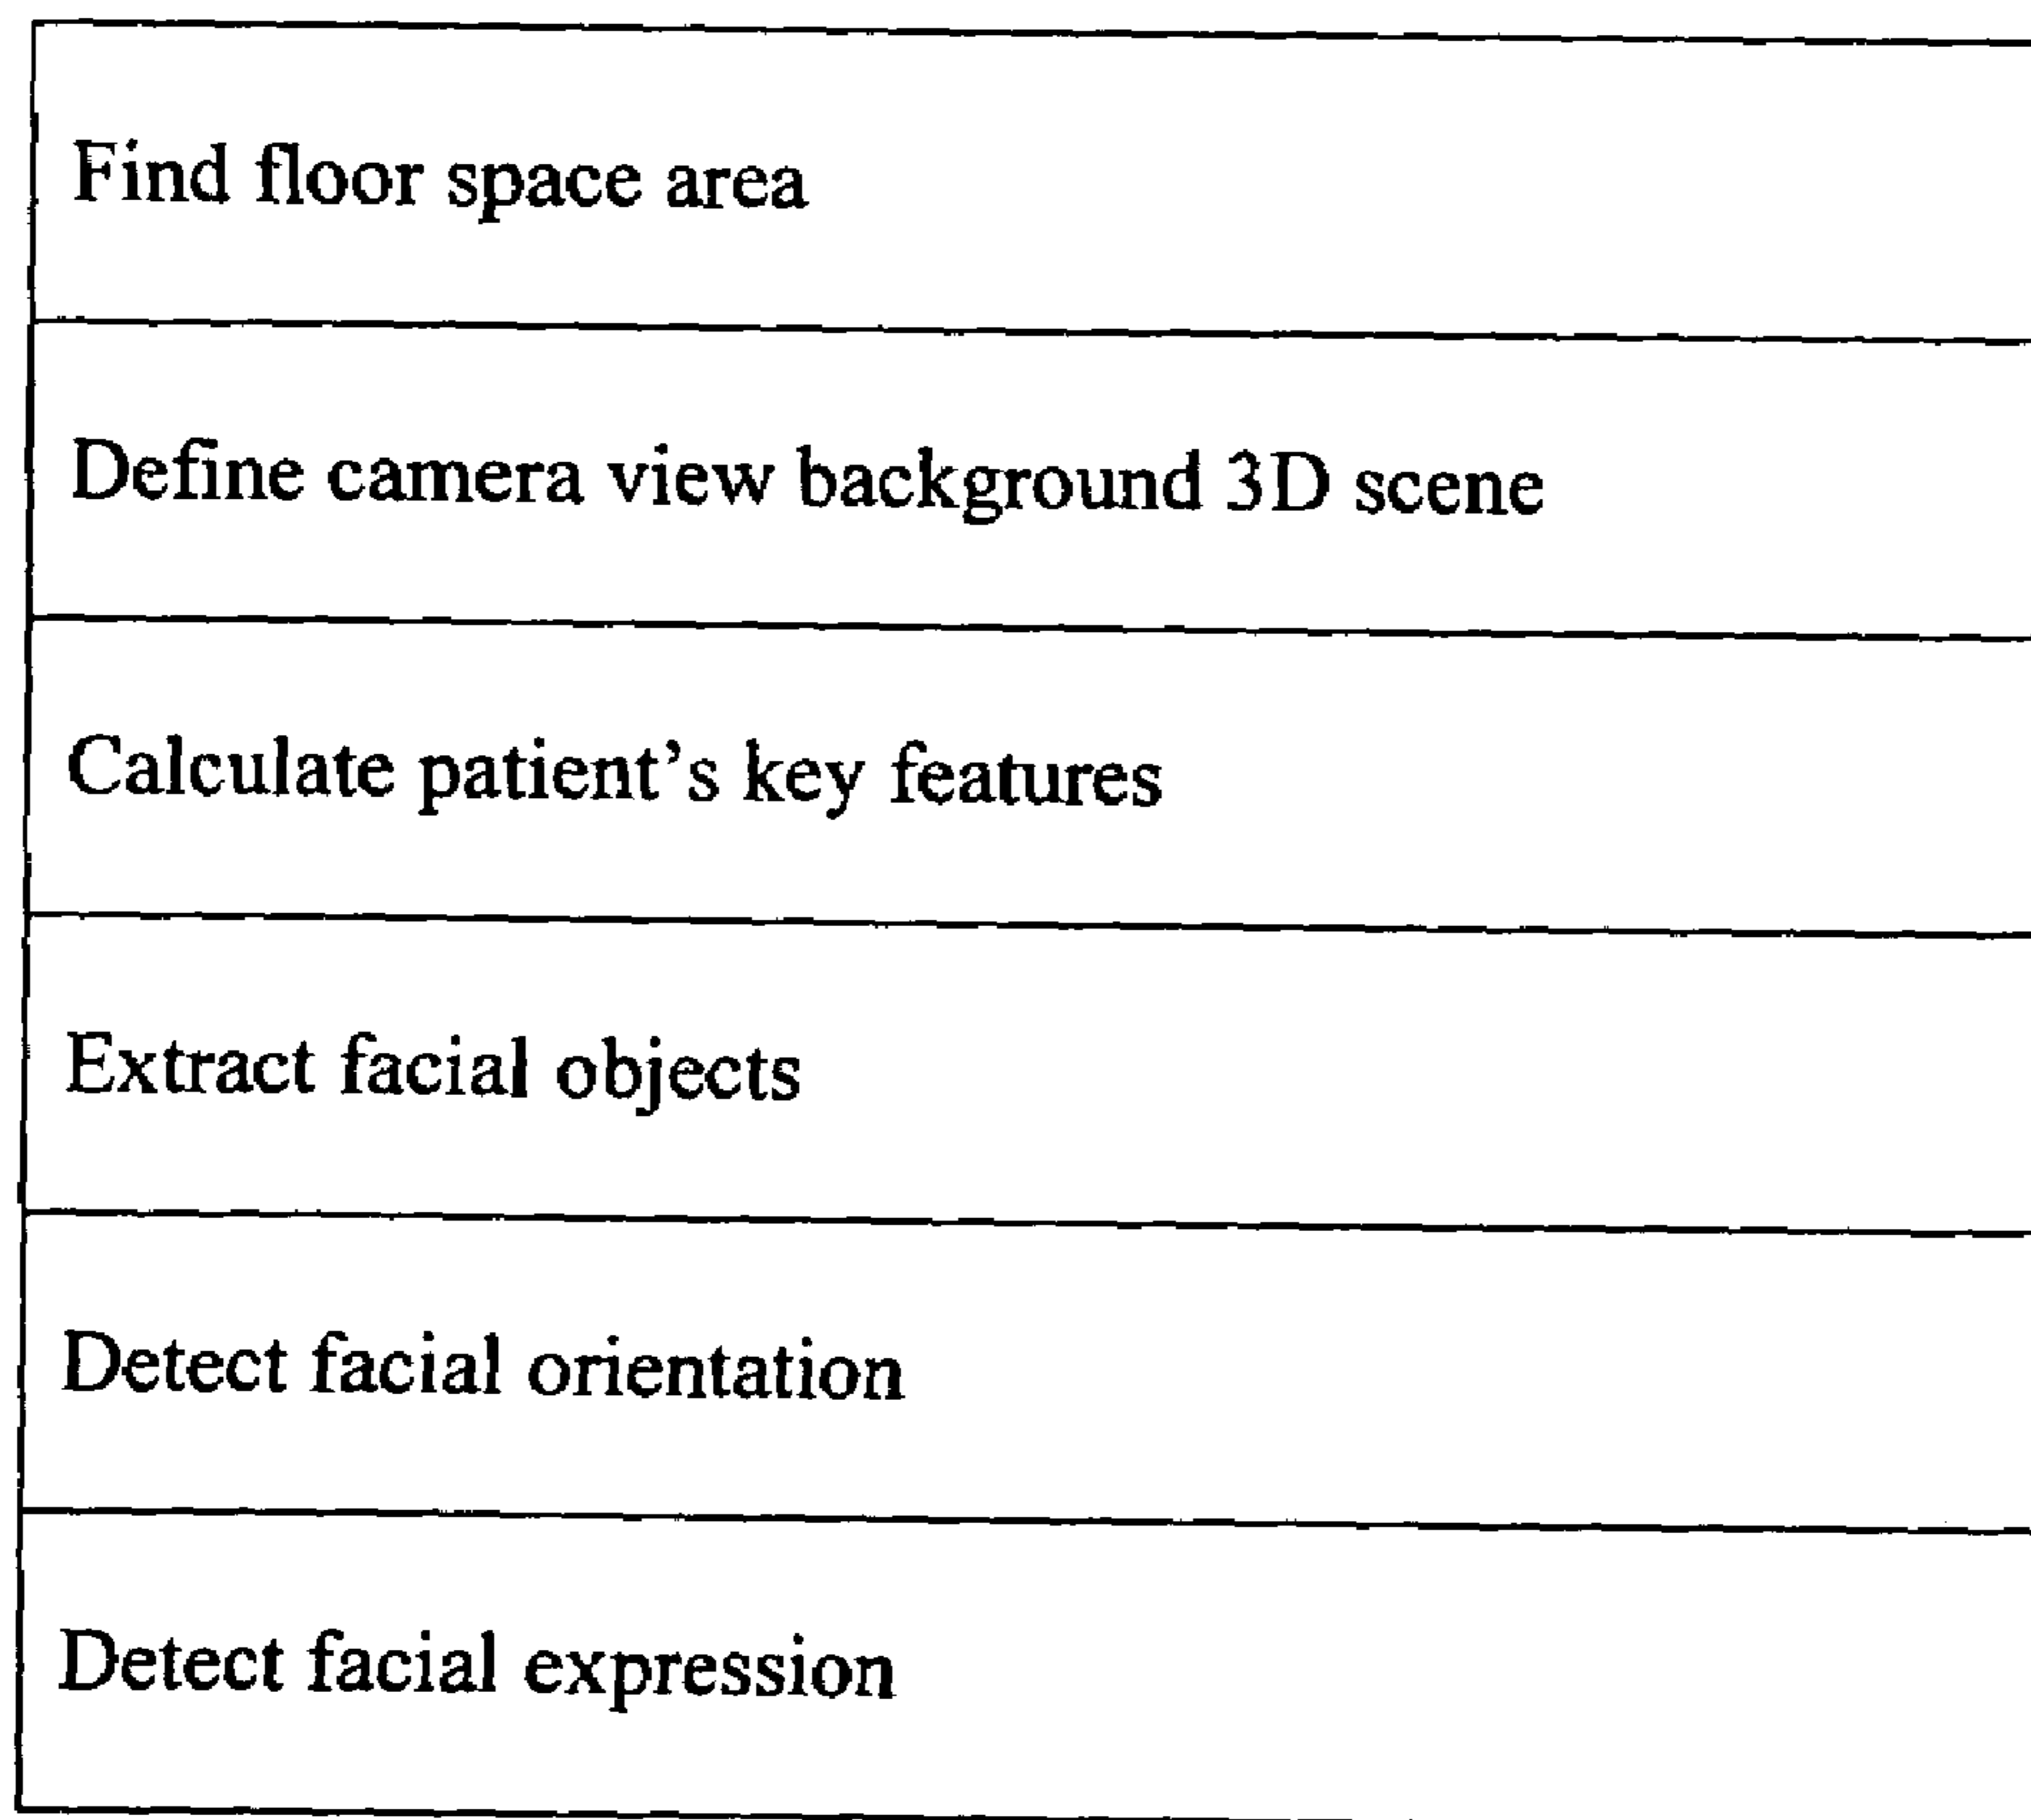 Find floor space area
Define camera view background 3D scene
Calculate patient’s key features
Extract facial objects
Detect facial orientation
Detect facial expression